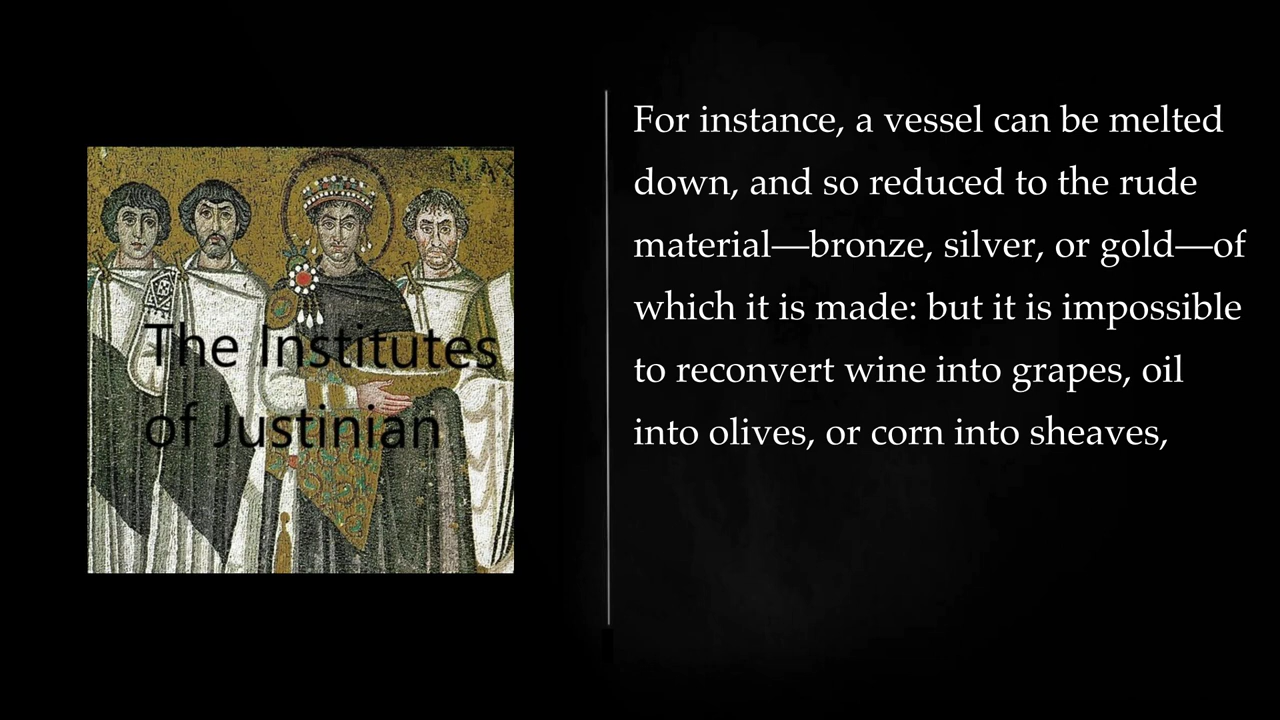 The Institutes
of Justinian
For instance, a vessel can be melted
down, and so reduced to the rude
material—bronze, silver, or gold—of
which it is made: but it is impossible
to reconvert wine into grapes, oil
into olives, or corn into sheaves,